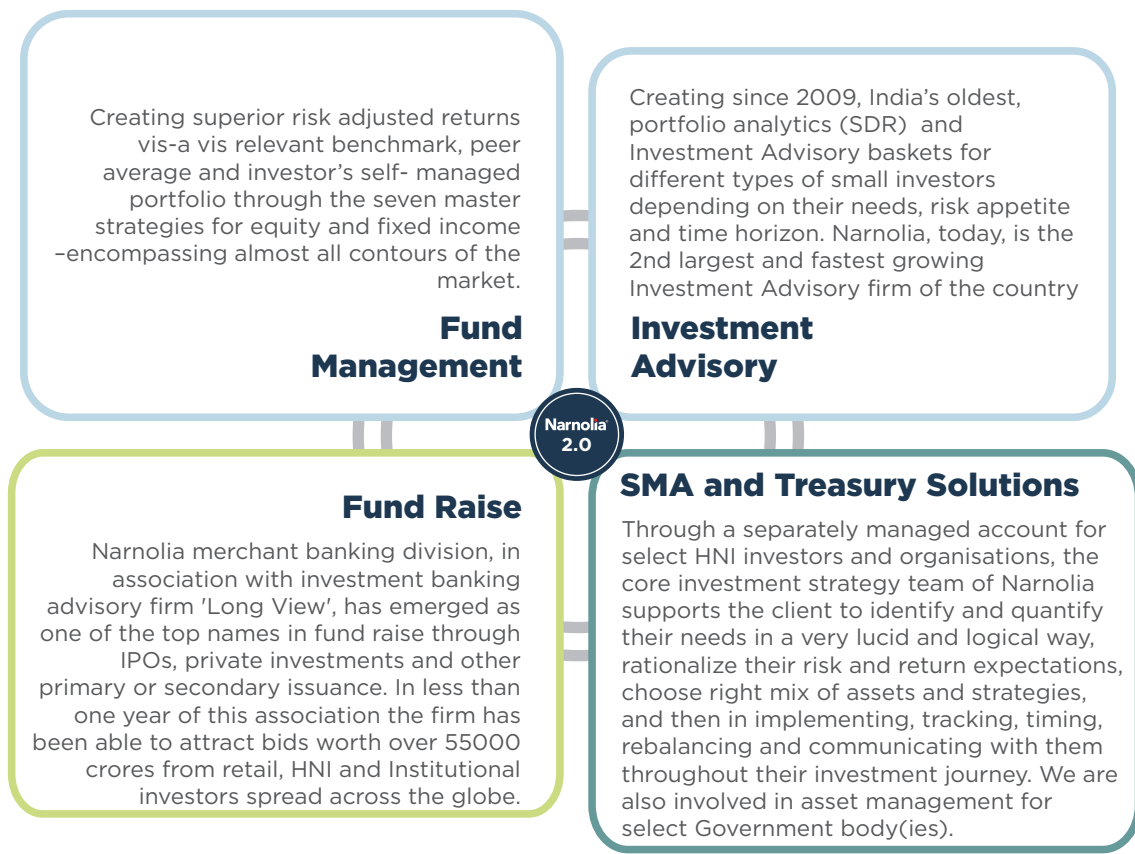 Creating superior risk adjusted returns
vis-a vis relevant benchmark, peer
average and investor’s self- managed
portfolio through the seven master
strategies for equity and fixed income
–encompassing almost all contours of the
market.
Fund
Management
Creating since 2009, India’s oldest,
portfolio analytics (SDR) and
Investment Advisory baskets for
different types of small investors
depending on their needs, risk appetite
and time horizon. Narnolia, today, is the
2nd largest and fastest growing
Investment Advisory firm of the country
Investment
Advisory
Narnolia
2.0
Fund Raise
Narnolia merchant banking division, in
association with investment banking
advisory firm 'Long View', has emerged as
one of the top names in fund raise through
IPOs, private investments and other
primary or secondary issuance. In less than
one year of this association the firm has
been able to attract bids worth over 55000
crores from retail, HNI and Institutional
investors spread across the globe.
SMA and Treasury Solutions
Through a separately managed account for
select HNI investors and organisations, the
core investment strategy team of Narnolia
supports the client to identify and quantify
their needs in a very lucid and logical way,
rationalize their risk and return expectations,
choose right mix of assets and strategies,
and then in implementing, tracking, timing,
rebalancing and communicating with them
throughout their investment journey. We are
also involved in asset management for
select Government body(ies).